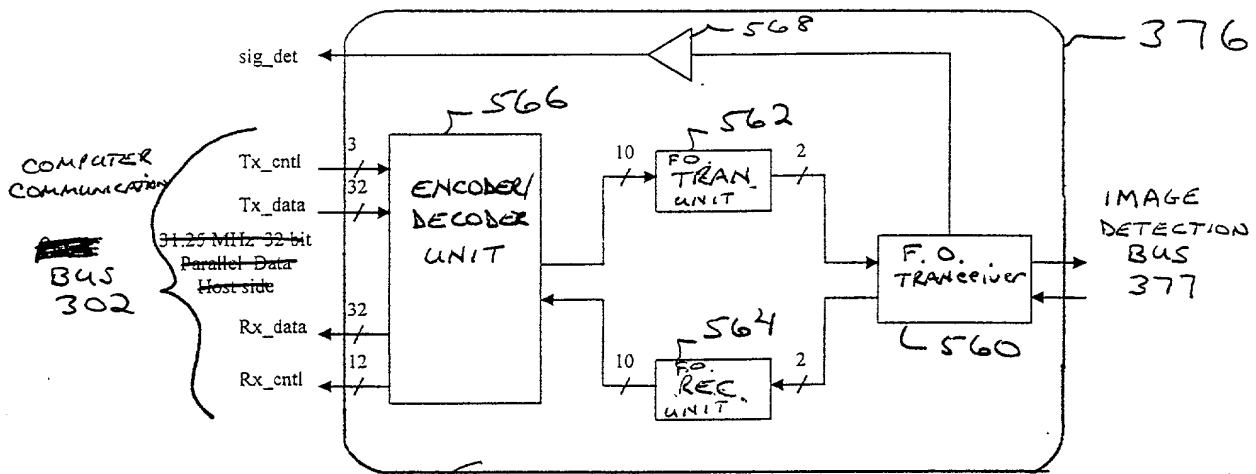 568
376
sig_det
566
562
COMPUTER
COMMUNICATION
BUS
302
Tx_cntl
3
Tx_data
32
31.25 MHz 32-bit
Parallel Data
Host side
Rx_data
32
Rx_cntl
12
ENCODER/
DECODER
UNIT
10
F.O.
TRAN.
UNIT
2
F.O.
TRANCEIVER
560
IMAGE
DETECTION
BUS
377
564
10
F.O.
REC.
UNIT
2